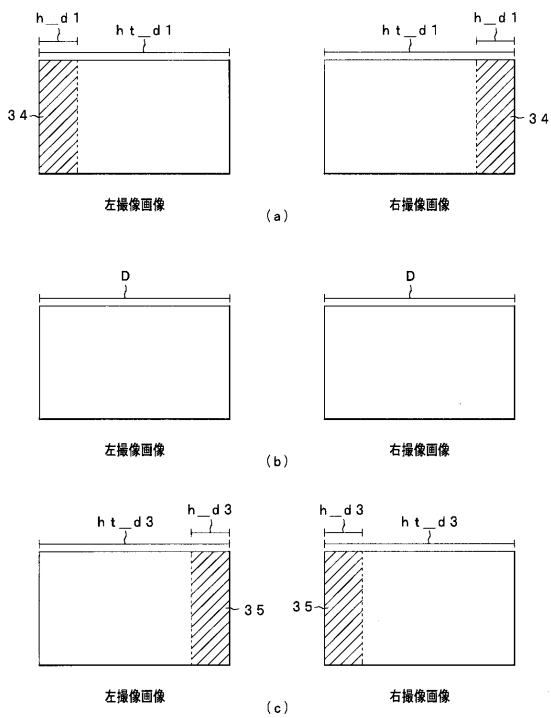 h_d1 ht_d1 ht_d1 h_d1
34 34
左撮像画像 右撮像画像
(a)
D D
左撮像画像 右撮像画像
(b)
ht_d3 h_d3 h_d3 ht_d3
35 35
左撮像画像 右撮像画像
(c)